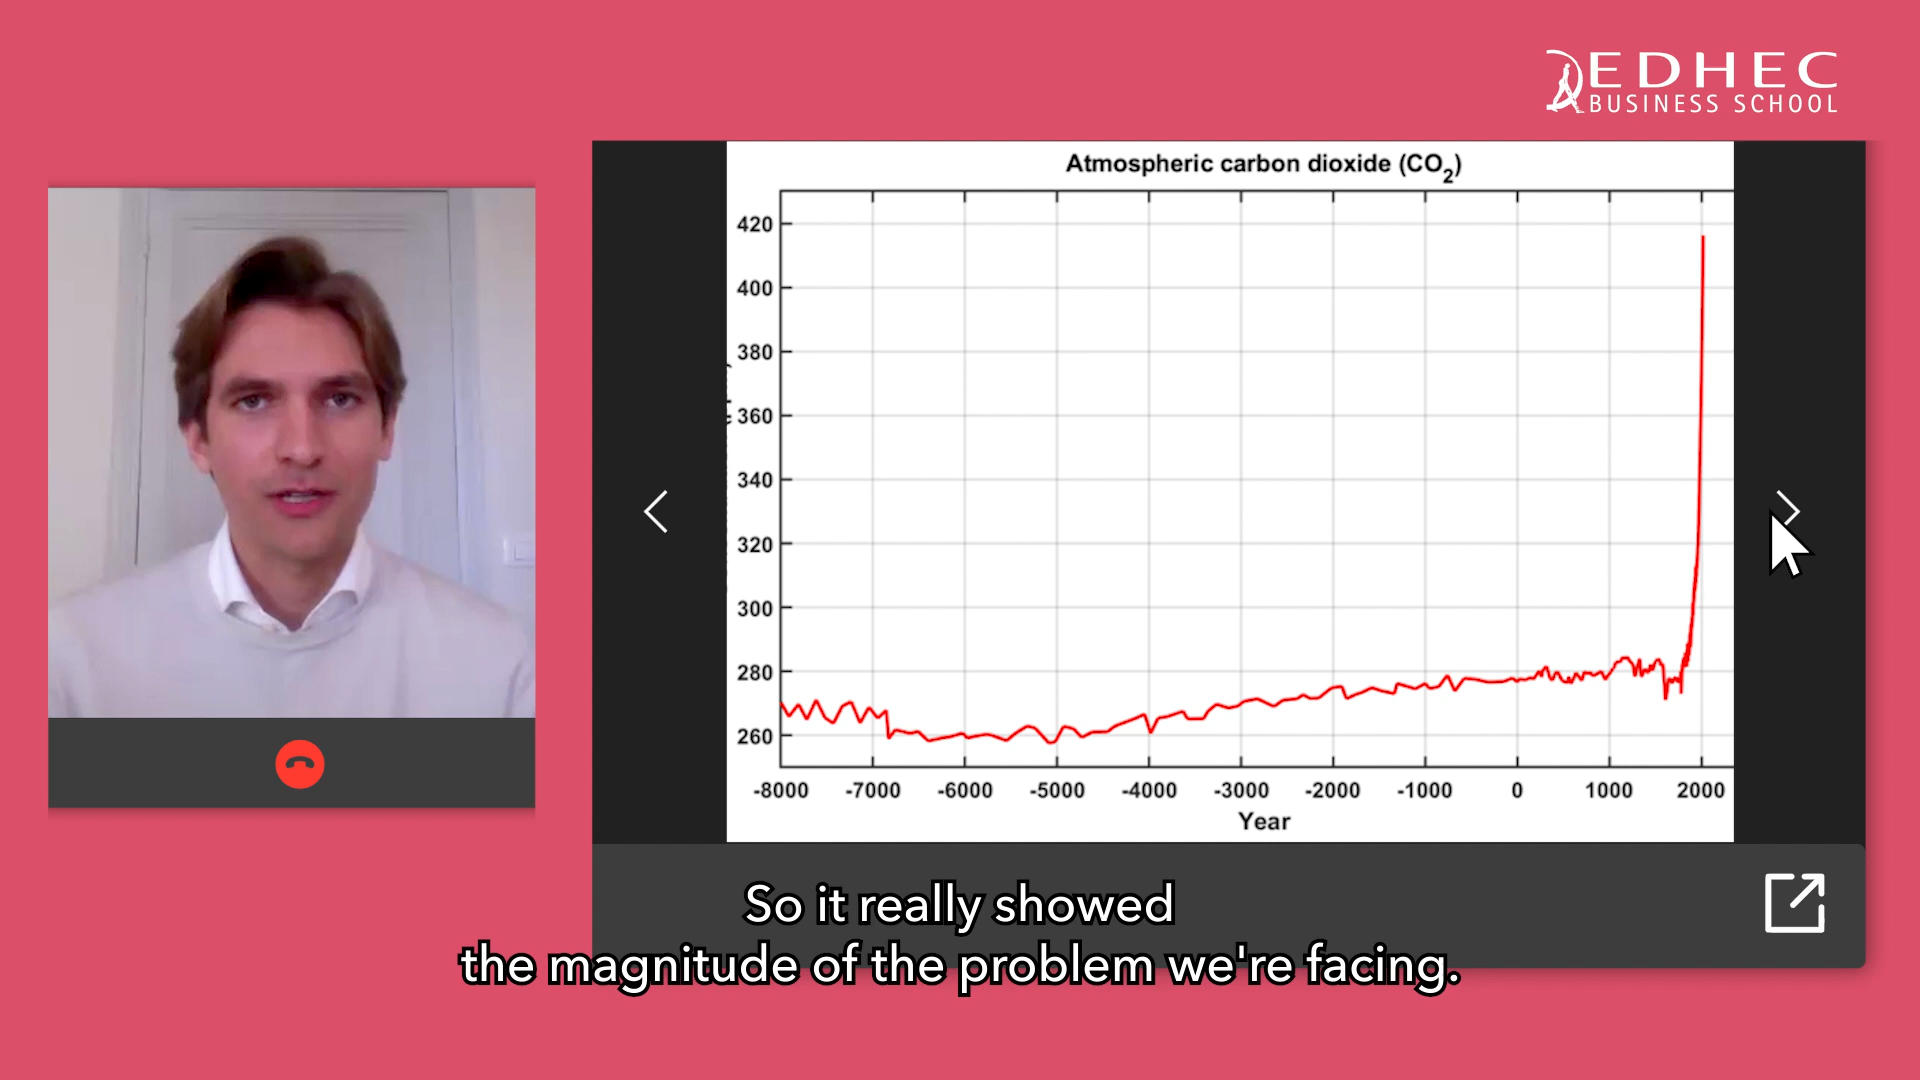 EDHEC
BUSINESS SCHOOL
Atmospheric carbon dioxide (CO2)
420
400
380
360
340
320
300
280
260
-8000 -7000 -6000 -5000 -4000 -3000 -2000 -1000 0 1000 2000
Year
So it really showed
the magnitude of the problem we're facing.